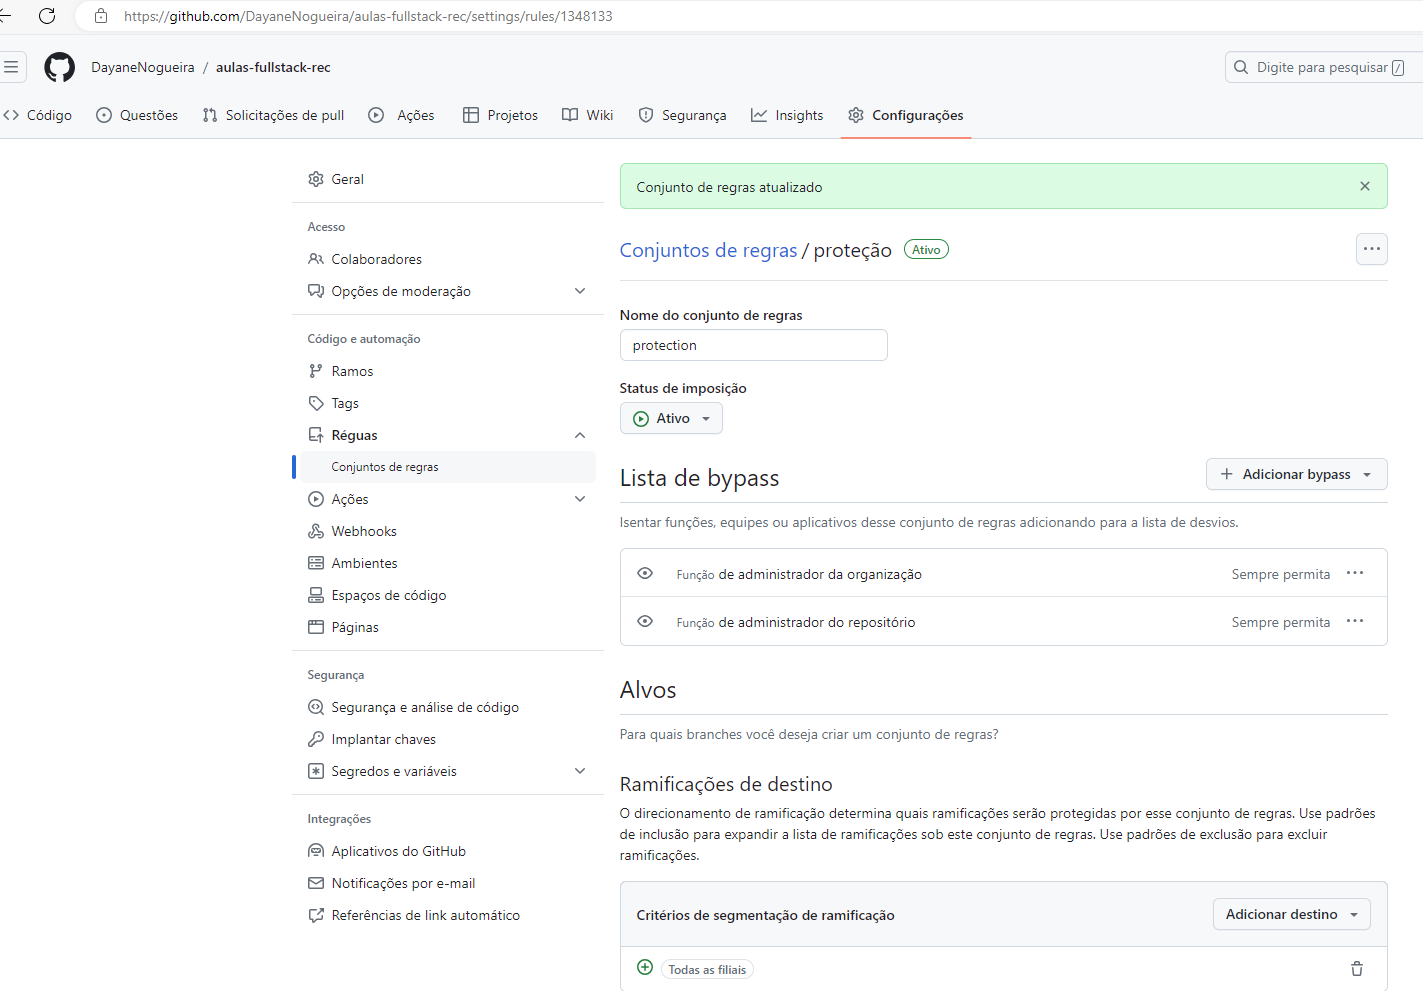 https://github.com/DayaneNogueira/aulas-fullstack-rec/settings/rules/1348133
DayaneNogueira / aulas-fullstack-rec
Digite para pesquisar /
Código Questões Solicitações de pull Ações Projetos Wiki Segurança Insights Configurações
Geral
Acesso
Colaboradores
Opções de moderação
Código e automação
Ramos
Tags
Réguas
Conjuntos de regras
Ações
Webhooks
Ambientes
Espaços de código
Páginas
Segurança
Segurança e análise de código
Implantar chaves
Segredos e variáveis
Integrações
Aplicativos do GitHub
Notificações por e-mail
Referências de link automático
Conjunto de regras atualizado
Conjuntos de regras / proteção Ativo
Nome do conjunto de regras
protection
Status de imposição
Ativo
Lista de bypass
Adicionar bypass
Isentar funções, equipes ou aplicativos desse conjunto de regras adicionando para a lista de desvios.
Função de administrador da organização Sempre permita
Função de administrador do repositório Sempre permita
Alvos
Para quais branches você deseja criar um conjunto de regras?
Ramificações de destino
O direcionamento de ramificação determina quais ramificações serão protegidas por esse conjunto de regras. Use padrões
de inclusão para expandir a lista de ramificações sob este conjunto de regras. Use padrões de exclusão para excluir
ramificações.
Critérios de segmentação de ramificação
Adicionar destino
Todas as filiais